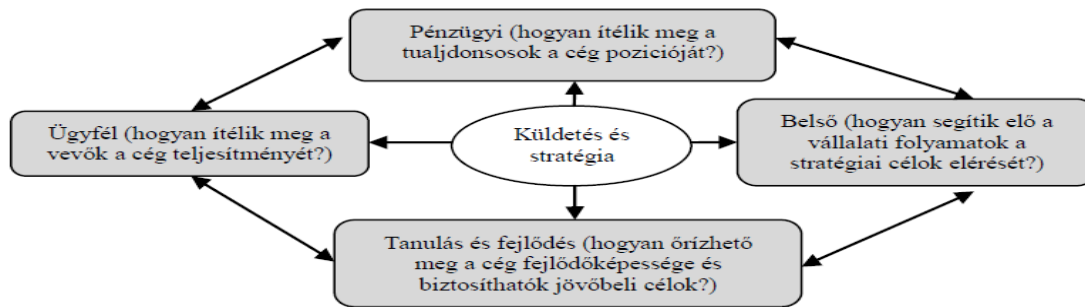 Pénzügyi (hogyan ítélik meg a
tualjdonsosok a cég pozicióját?)
Ügyfél (hogyan ítélik meg a
vevők a cég teljesítményét?)
Küldetés és
stratégia
Belső (hogyan segítik elő a
vállalati folyamatok a
stratégiai célok elérését?)
Tanulás és fejlődés (hogyan őrízhető
meg a cég fejlődőképessége és
biztosíthatók jövőbeli célok?)